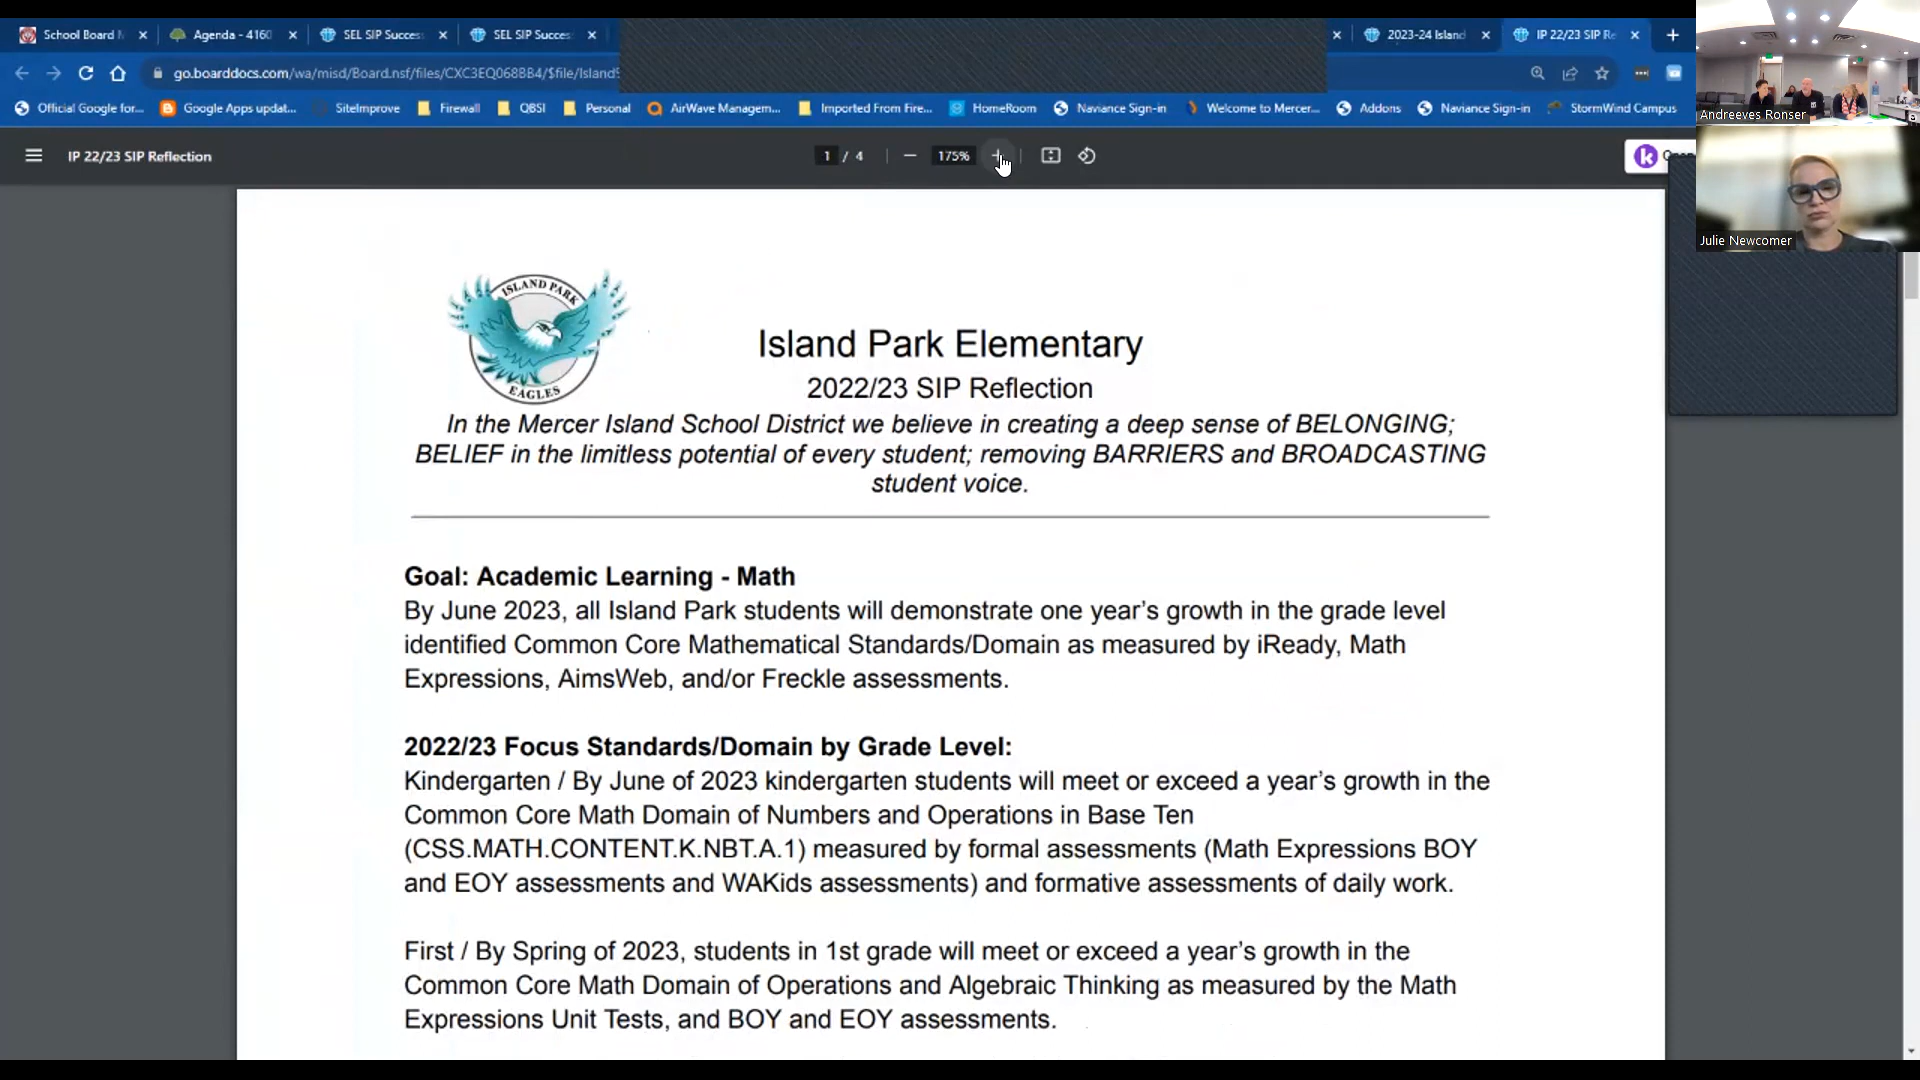 School Board
Agenda - 4160
SEL SIP Success
SEL SIP Succes
2023-24 Island
IP 22/23 SIP Re
go.boarddocs.com/wa/misd/Board.nsf/files/CXC3EQ068BB4/$file/Island
Official Google for...
Google Apps updat...
SiteImprove
Firewall
QBSI
Personal
AirWave Managem...
Imported From Fire...
HomeRoom
Naviance Sign-in
Welcome to Mercer...
Addons
Naviance Sign-in
StormWind Campus
IP 22/23 SIP Reflection
1 / 4
175%
k
Andreeves Ronser
Julie Newcomer
ISLAND PARK
EAGLES
Island Park Elementary
2022/23 SIP Reflection
In the Mercer Island School District we believe in creating a deep sense of BELONGING;
BELIEF in the limitless potential of every student; removing BARRIERS and BROADCASTING
student voice.
Goal: Academic Learning - Math
By June 2023, all Island Park students will demonstrate one year's growth in the grade level
identified Common Core Mathematical Standards/Domain as measured by iReady, Math
Expressions, AimsWeb, and/or Freckle assessments.
2022/23 Focus Standards/Domain by Grade Level:
Kindergarten / By June of 2023 kindergarten students will meet or exceed a year's growth in the
Common Core Math Domain of Numbers and Operations in Base Ten
(CSS.MATH.CONTENT.K.NBT.A.1) measured by formal assessments (Math Expressions BOY
and EOY assessments and WAKids assessments) and formative assessments of daily work.
First / By Spring of 2023, students in 1st grade will meet or exceed a year's growth in the
Common Core Math Domain of Operations and Algebraic Thinking as measured by the Math
Expressions Unit Tests, and BOY and EOY assessments.